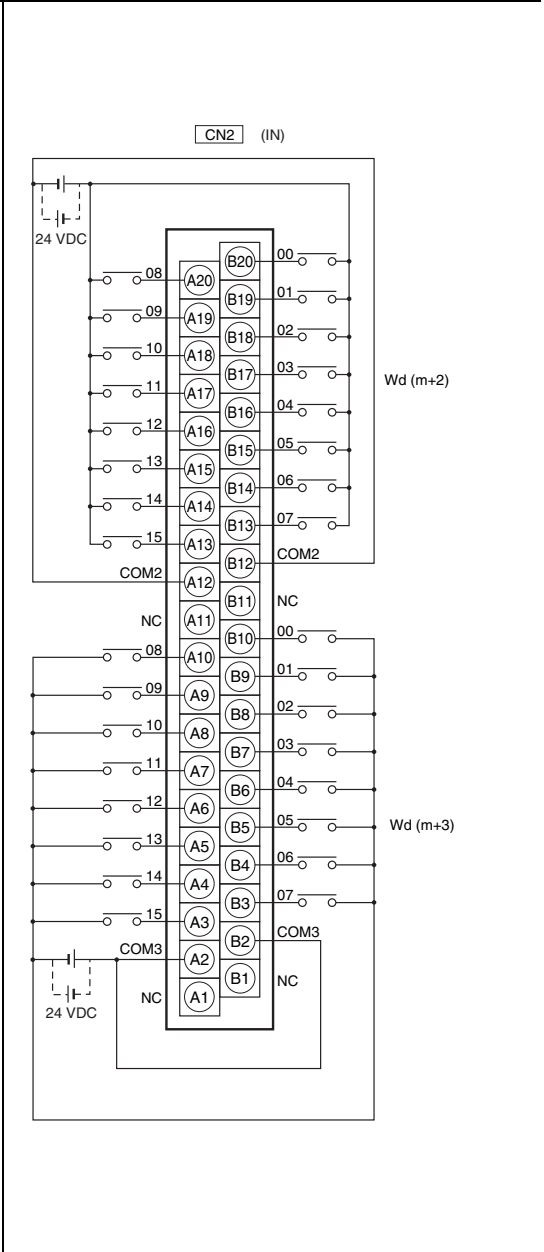 CN2 (IN)
24 VDC
B20 00
08 A20
B19 01
09 A19
B18 02
10 A18
B17 03
Wd (m+2)
11 A17
B16 04
12 A16
B15 05
13 A15
B14 06
14 A14
B13 07
15 A13
B12 COM2
COM2 A12
B11 NC
NC A11
B10 00
08 A10
B9 01
09 A9
B8 02
10 A8
B7 03
11 A7
B6 04
12 A6
B5 05
Wd (m+3)
13 A5
B4 06
14 A4
B3 07
15 A3
B2 COM3
COM3 A2
B1 NC
NC A1
24 VDC